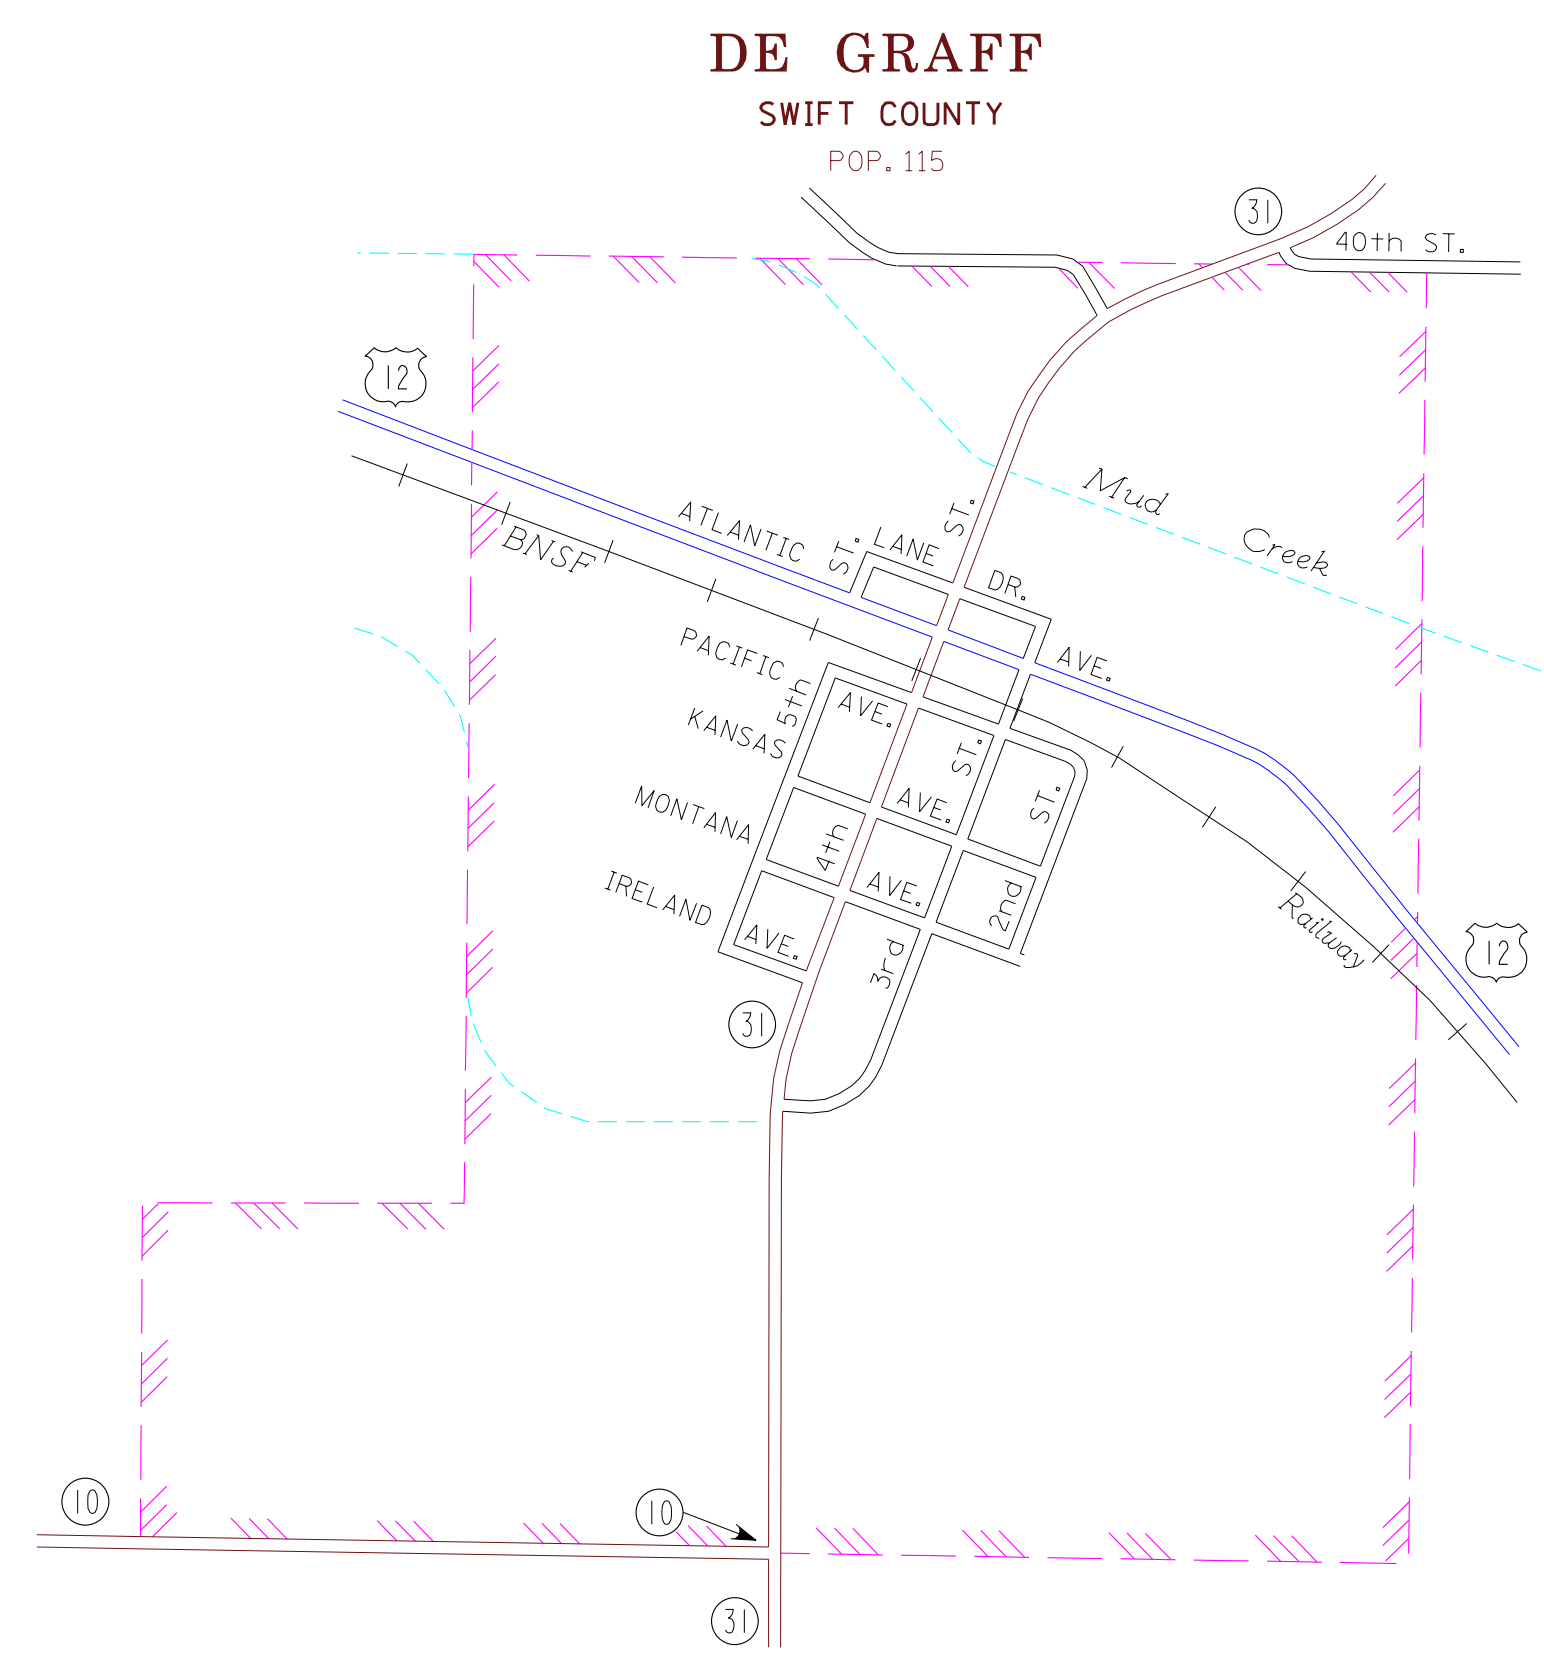 DE GRAFF
SWIFT COUNTY
POP. 115
31
40th ST.
12
Mud Creek
ATLANTIC AVE.
BNSF Railway
ST.
ST.
LANE DR.
PACIFIC AVE.
5th ST.
KANSAS AVE.
MONTANA AVE.
4th
IRELAND AVE.
3rd
2nd ST.
12
31
10
10
31